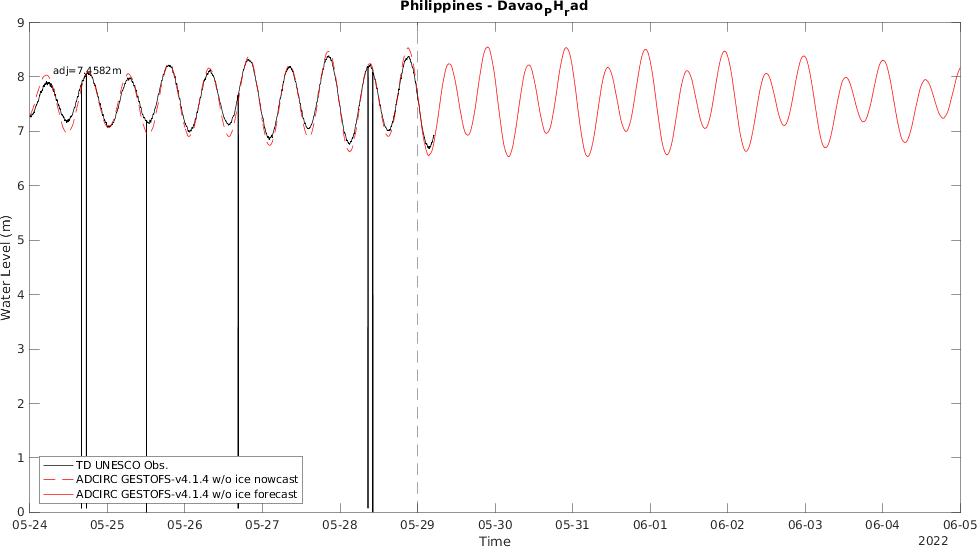 Philippines - Davao_PH_rad
9
8
7
6
5
4
3
2
1
0
Water Level (m)
adj=7.4582m
TD UNESCO Obs.
ADCIRC GESTOFS-v4.1.4 w/o ice nowcast
ADCIRC GESTOFS-v4.1.4 w/o ice forecast
05-24 05-25 05-26 05-27 05-28 05-29 05-30 05-31 06-01 06-02 06-03 06-04 06-05
Time
2022